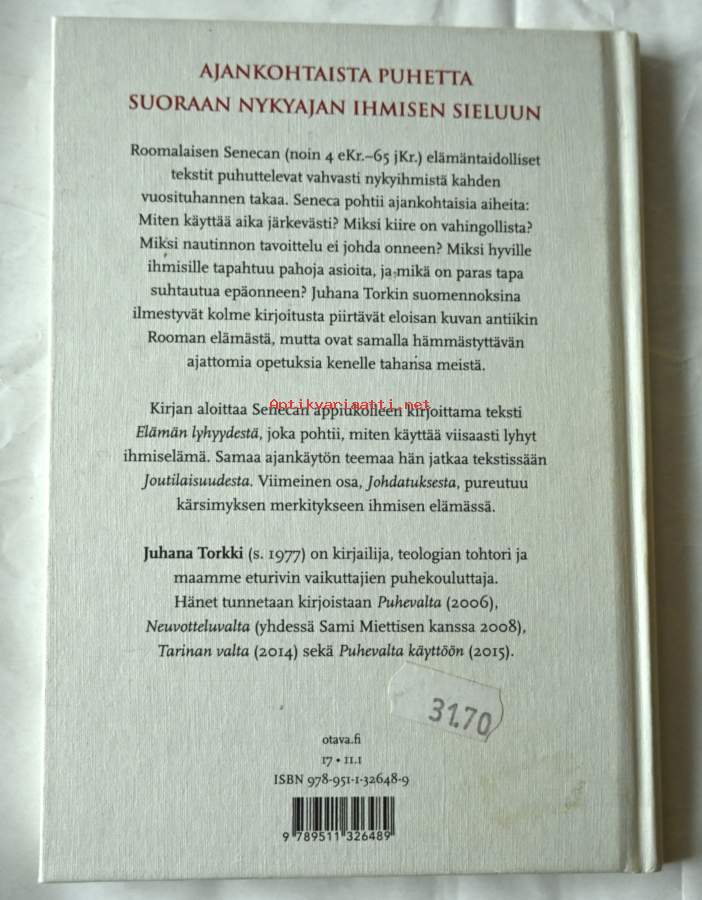 AJANKOHTAISTA PUHETTA
SUORAAN NYKYAJAN IHMISEN SIELUUN
Roomalaisen Senecan (noin 4 eKr.–65 jKr.) elämäntaidolliset
tekstit puhuttelevat vahvasti nykyihmistä kahden
vuosituhannen takaa. Seneca pohtii ajankohtaisia aiheita:
Miten käyttää aika järkevästi? Miksi kiire on vahingollista?
Miksi nautinnon tavoittelu ei johda onneen? Miksi hyville
ihmisille tapahtuu pahoja asioita, ja mikä on paras tapa
suhtautua epäonneen? Juhana Torkin suomennoksina
ilmestyvät kolme kirjoitusta piirtävät eloisan kuvan antiikin
Rooman elämästä, mutta ovat samalla hämmästyttävän
ajattomia opetuksia kenelle tahansa meistä.
Antikvariaatti.net
Kirjan aloittaa Senecan appiukolleen kirjoittama teksti
Elämän lyhyydestä, joka pohtii, miten käyttää viisaasti lyhyt
ihmiselämä. Samaa ajankäytön teemaa hän jatkaa tekstissään
Joutilaisuudesta. Viimeinen osa, Johdatuksesta, pureutuu
kärsimyksen merkitykseen ihmisen elämässä.
Juhana Torkki (s. 1977) on kirjailija, teologian tohtori ja
maamme eturivin vaikuttajien puhekouluttaja.
Hänet tunnetaan kirjoistaan Puhevalta (2006),
Neuvotteluvalta (yhdessä Sami Miettisen kanssa 2008),
Tarinan valta (2014) sekä Puhevalta käyttöön (2015).
31.70
otava.fi
17 • 11.1
ISBN 978-951-1-32648-9
9 789511 326489